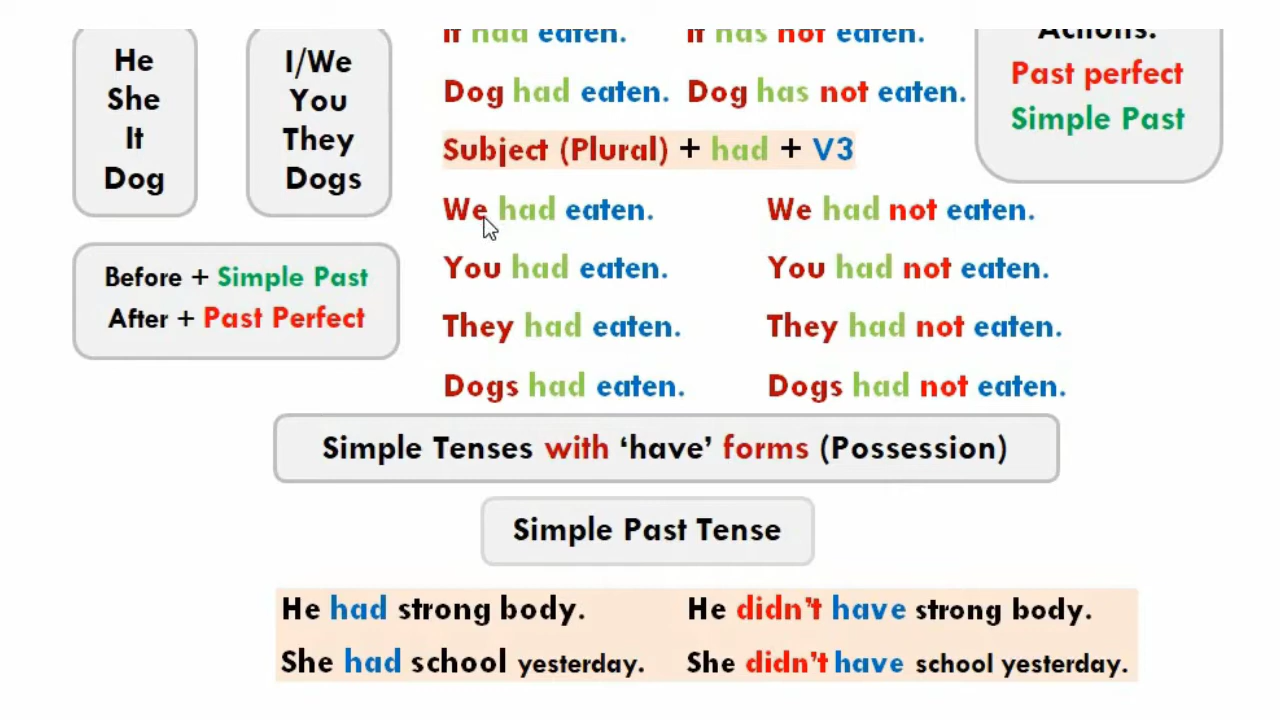 He
She
It
Dog
I/We
You
They
Dogs
It had eaten. It has not eaten.
Dog had eaten. Dog has not eaten.
Subject (Plural) + had + V3
We had eaten. We had not eaten.
You had eaten. You had not eaten.
They had eaten. They had not eaten.
Dogs had eaten. Dogs had not eaten.
Actions:
Past perfect
Simple Past
Before + Simple Past
After + Past Perfect
Simple Tenses with ‘have’ forms (Possession)
Simple Past Tense
He had strong body. He didn't have strong body.
She had school yesterday. She didn't have school yesterday.